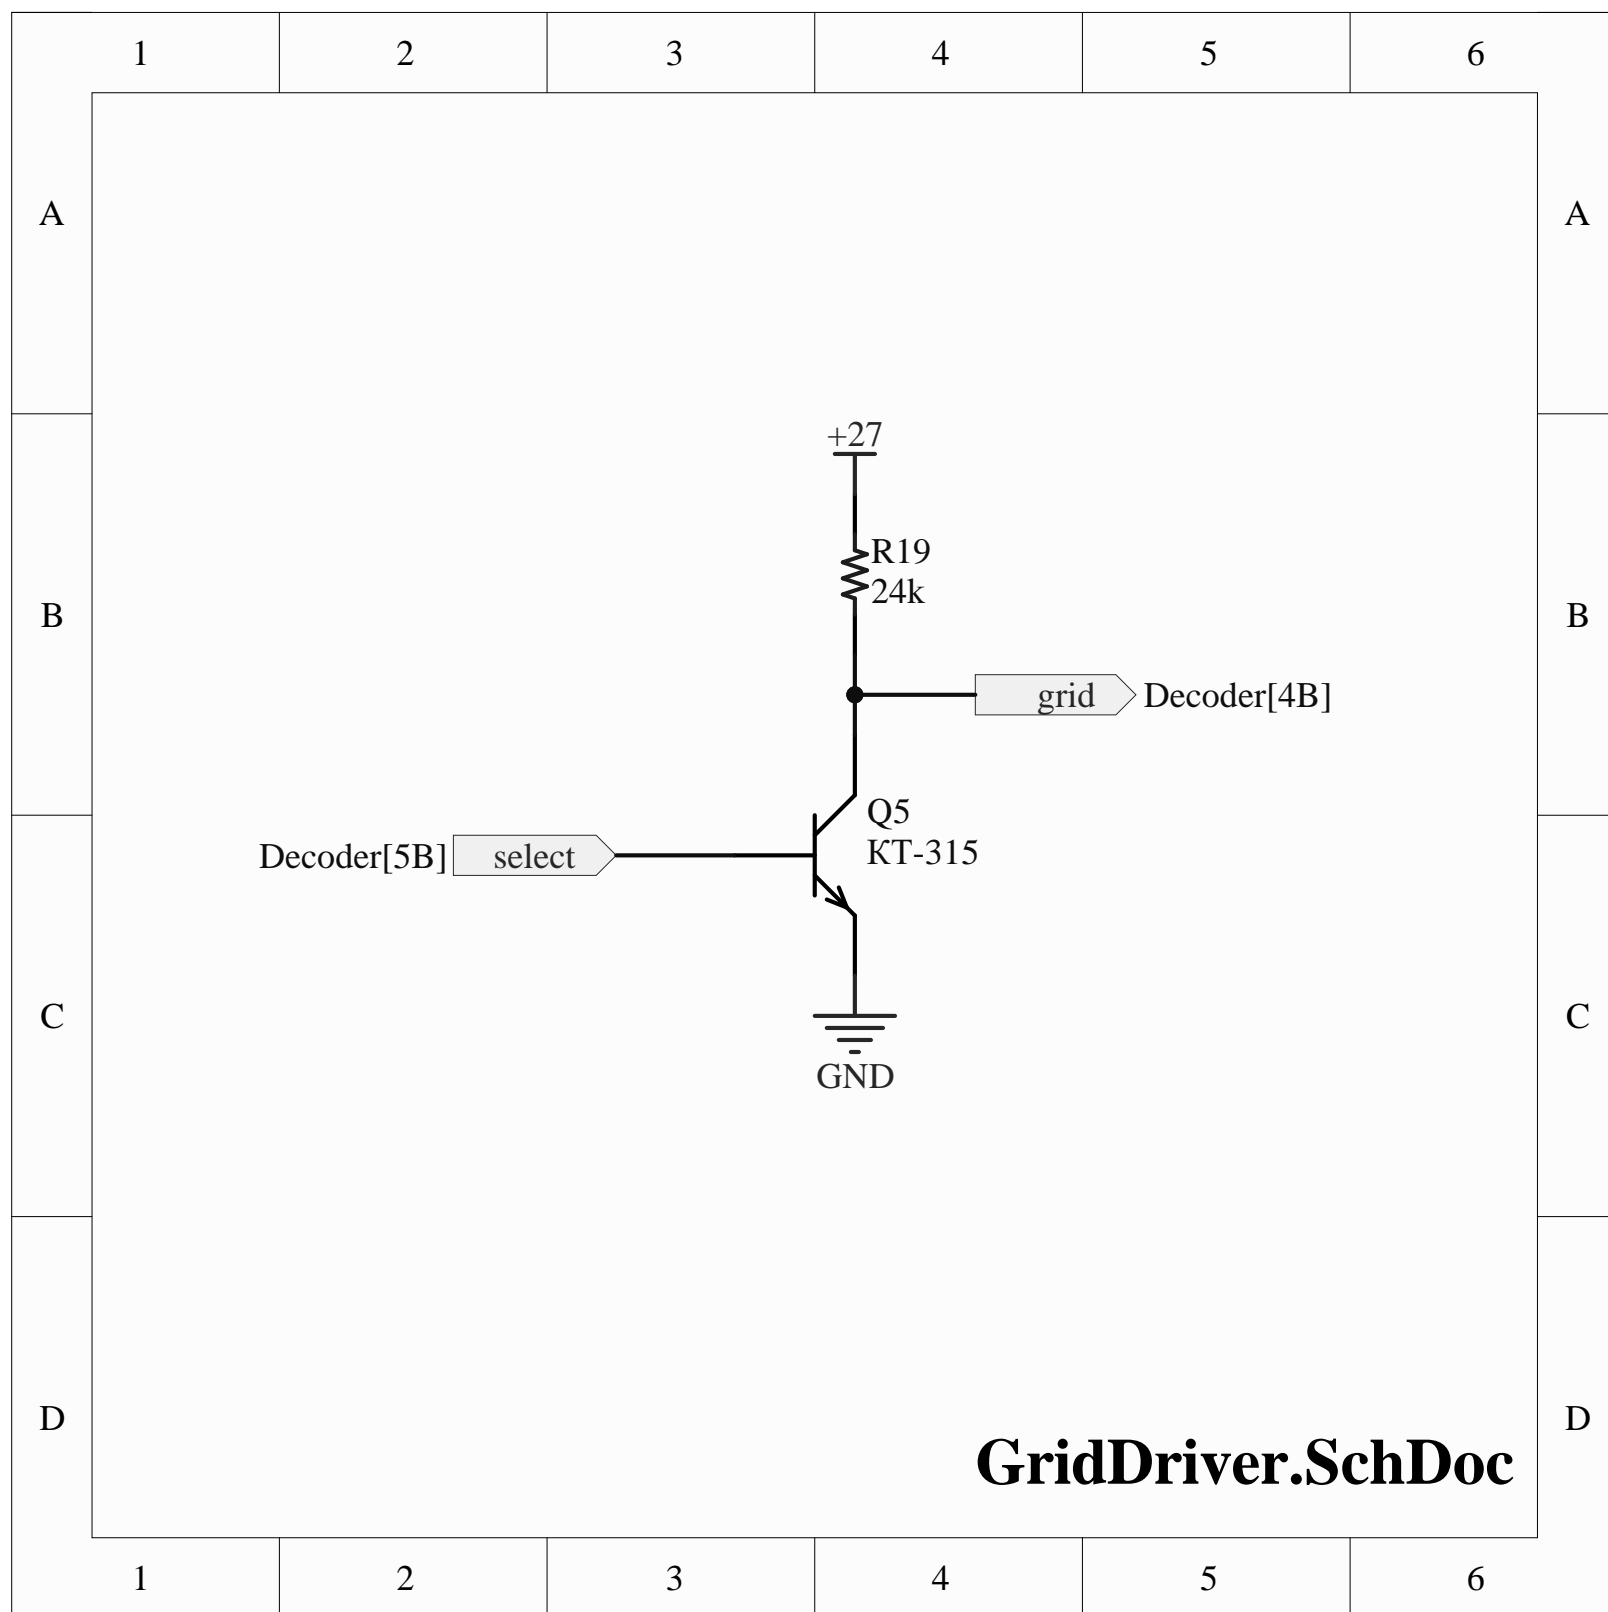 1 2 3 4 5 6
A A
+27
R19
24k
B B
grid Decoder[4B]
Q5
КТ-315
Decoder[5B] select
C C
GND
D D
GridDriver.SchDoc
1 2 3 4 5 6